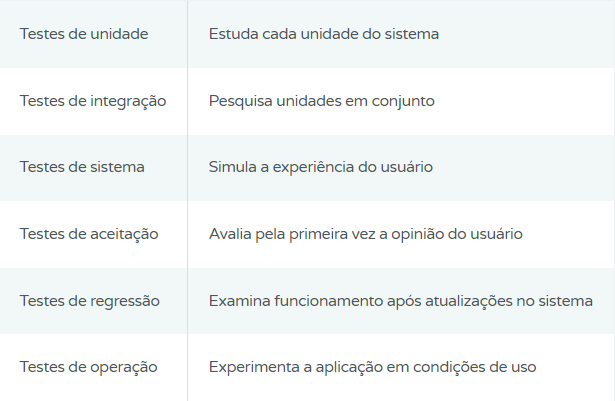 Testes de unidade Estuda cada unidade do sistema
Testes de integração Pesquisa unidades em conjunto
Testes de sistema Simula a experiência do usuário
Testes de aceitação Avalia pela primeira vez a opinião do usuário
Testes de regressão Examina funcionamento após atualizações no sistema
Testes de operação Experimenta a aplicação em condições de uso